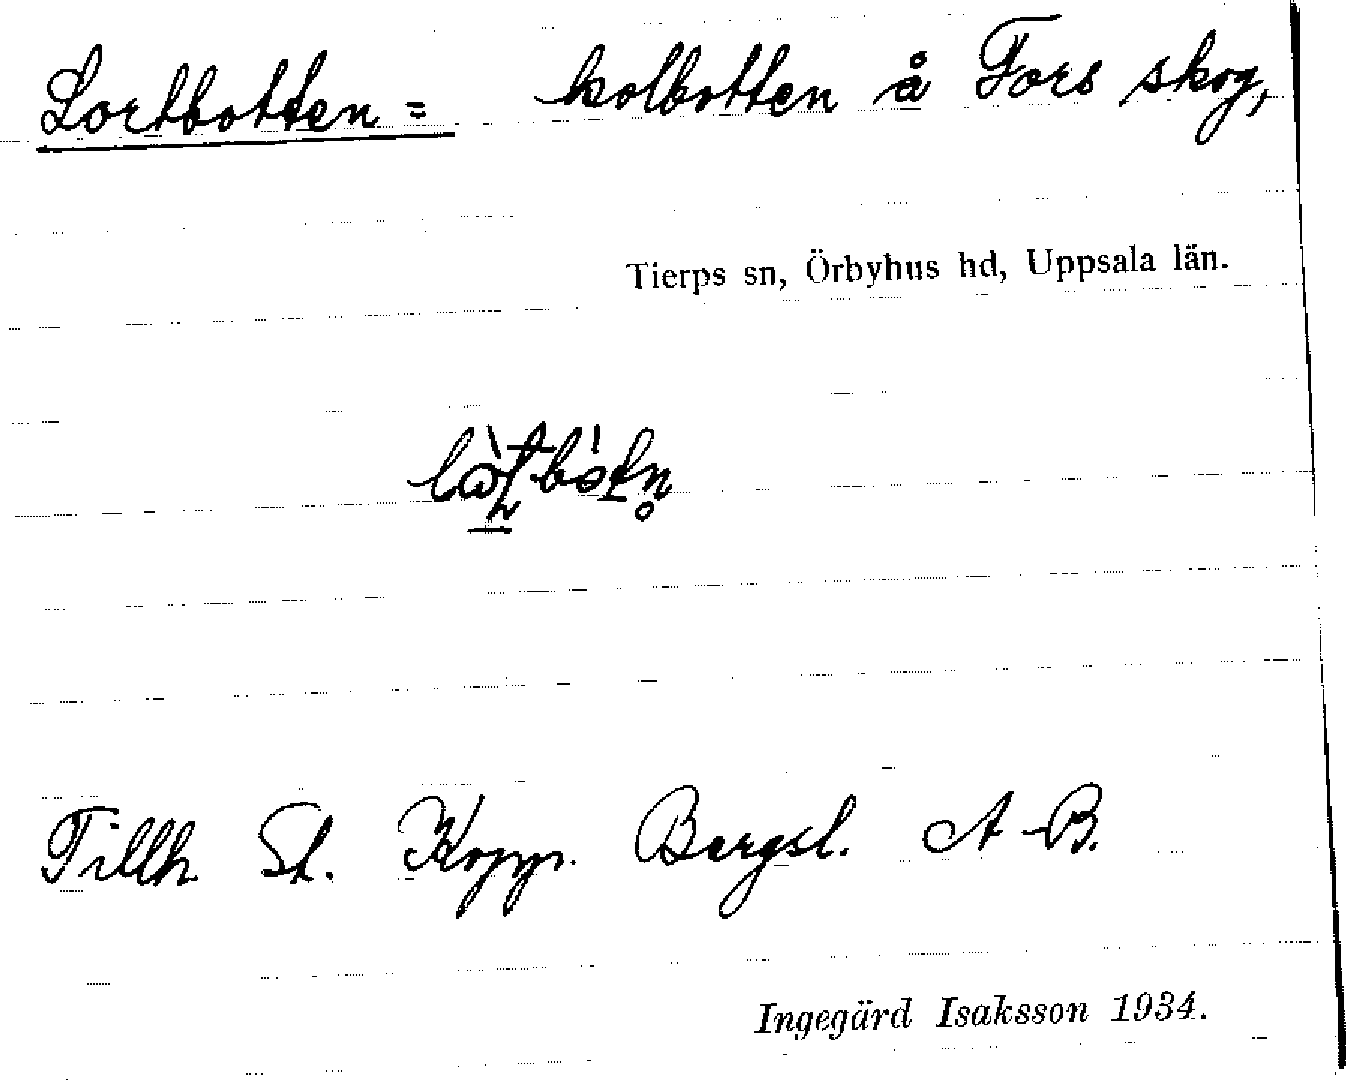 Lortbotten = kolbotten å Fors skog,
Tierps sn, Örbyhus hd, Uppsala län.
Tillh. St. Kopp. Bergsl. A-B.
Ingegärd Isaksson 1934.